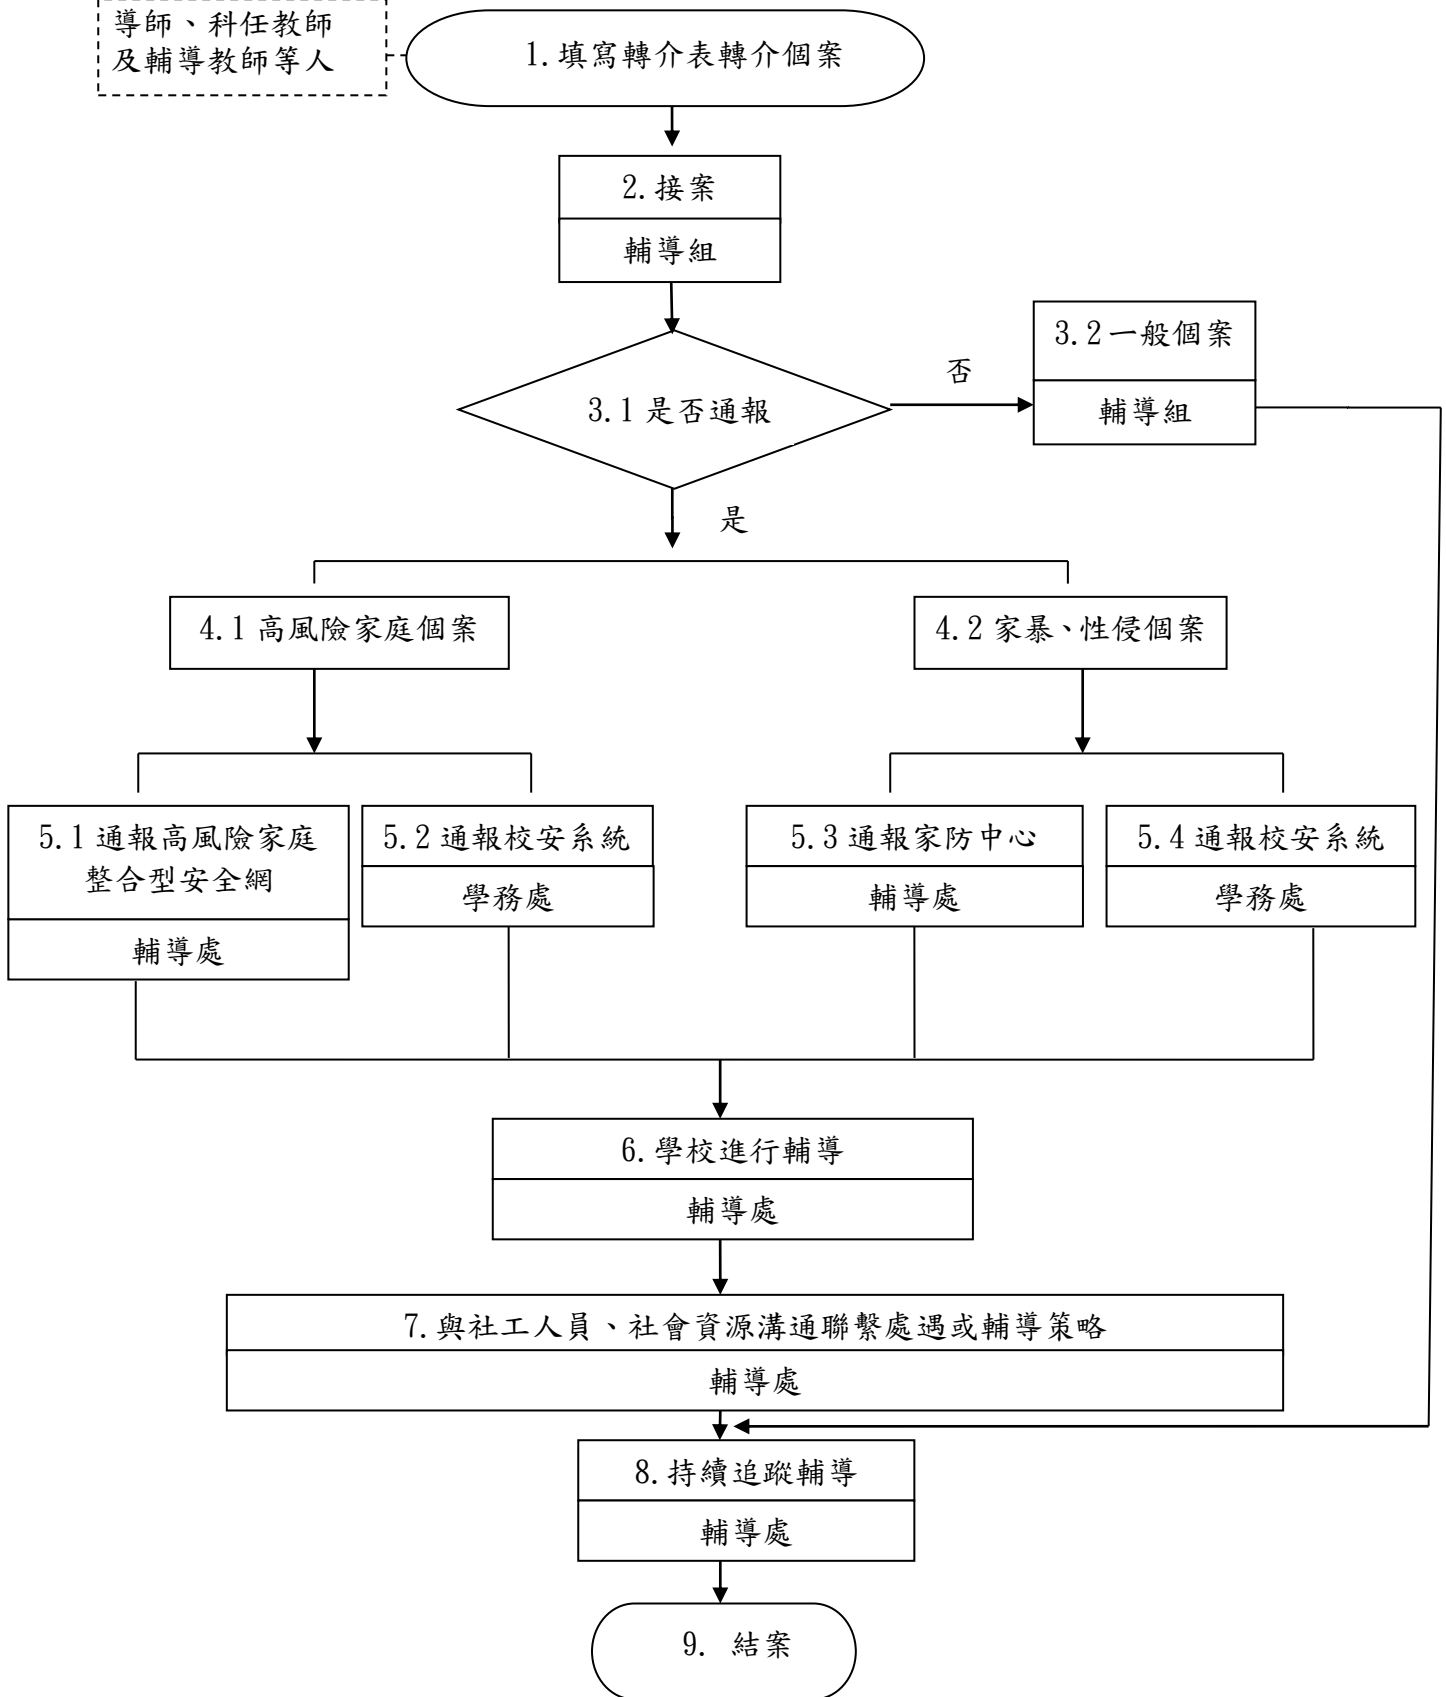 導師、科任教師
及輔導教師等人
1.填寫轉介表轉介個案
2.接案
輔導組
3.1 是否通報
否
3.2一般個案
輔導組
是
4.1 高風險家庭個案
4.2 家暴、性侵個案
5.1 通報高風險家庭
整合型安全網
輔導處
5.2 通報校安系統
學務處
5.3 通報家防中心
輔導處
5.4 通報校安系統
學務處
6.學校進行輔導
輔導處
7.與社工人員、社會資源溝通聯繫處遇或輔導策略
輔導處
8.持續追蹤輔導
輔導處
9. 結案